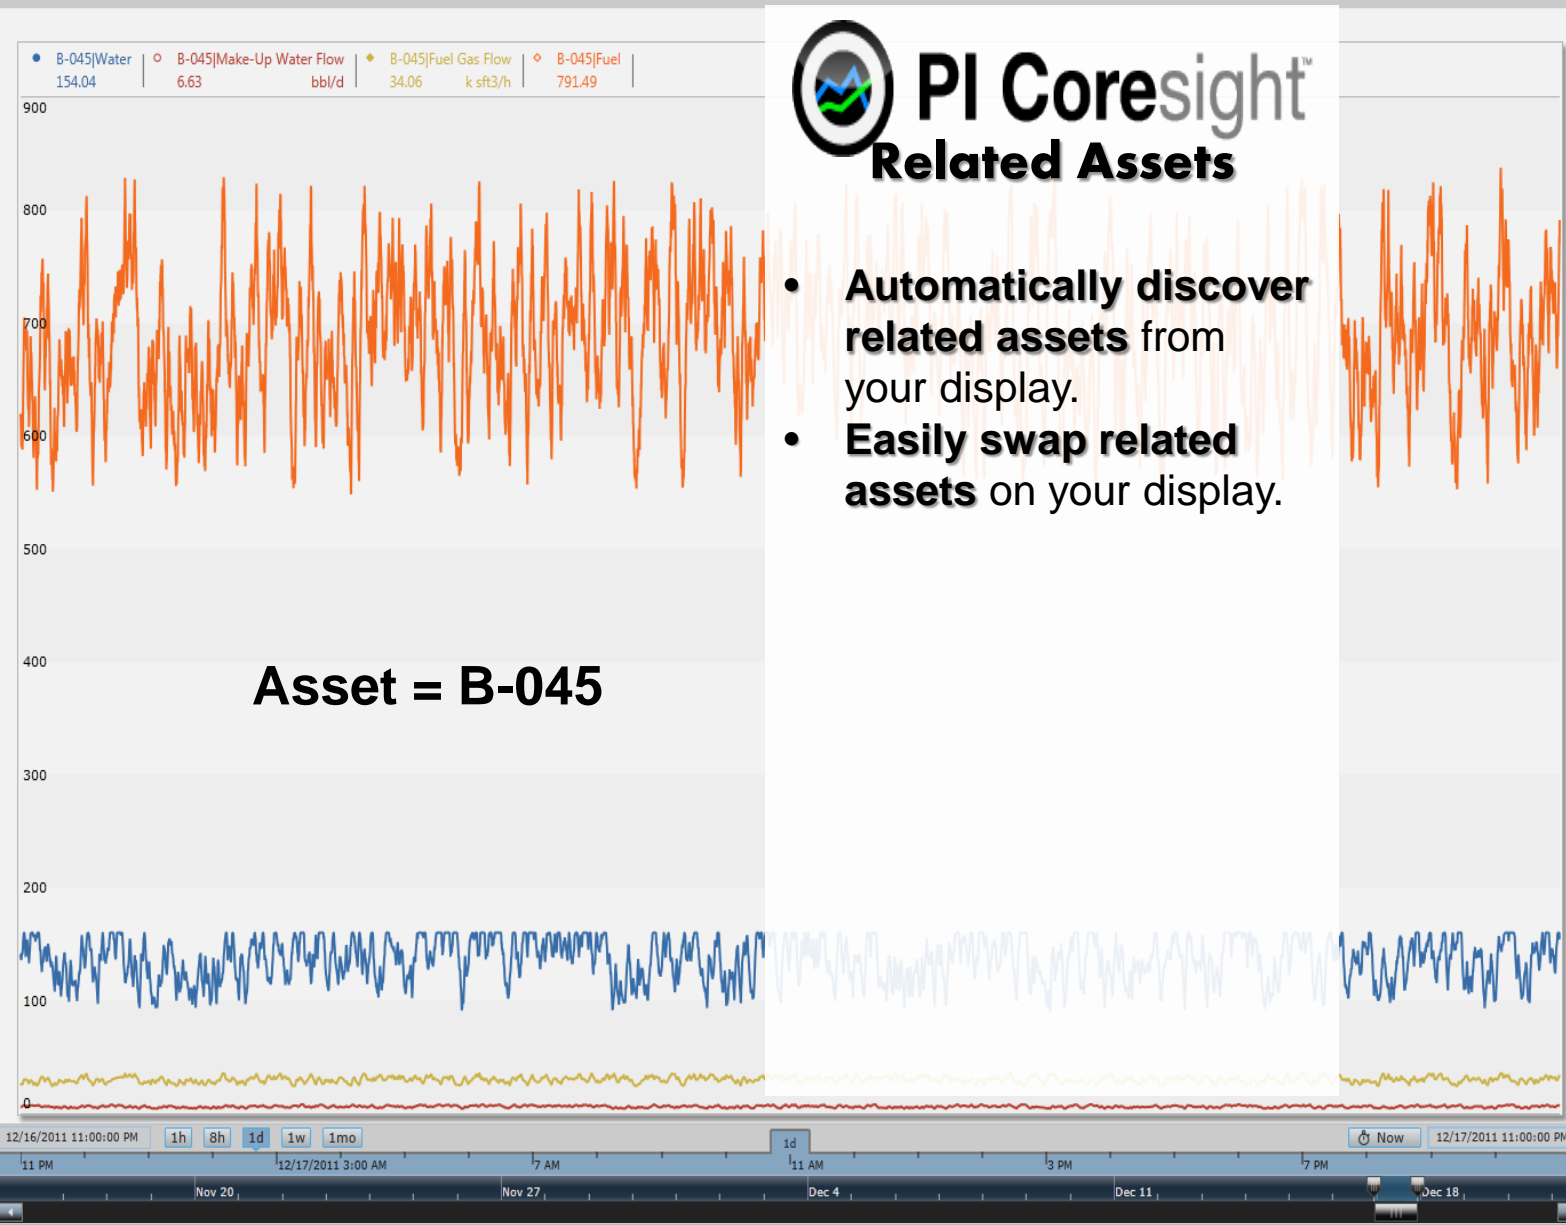 B-045|Water B-045|Make-Up Water Flow B-045|Fuel Gas Flow B-045|Fuel
154.04 6.63 bbl/d 34.06 k sft3/h 791.49
PI Coresight™
Related Assets
• Automatically discover
related assets from
your display.
• Easily swap related
assets on your display.
900
800
700
600
500
400
300
200
100
0
Asset = B-045
12/16/2011 11:00:00 PM 1h 8h 1d 1w 1mo 1d Now 12/17/2011 11:00:00 PM
11 PM 12/17/2011 3:00 AM 7 AM 11 AM 3 PM 7 PM
Nov 20 Nov 27 Dec 4 Dec 11 Dec 18